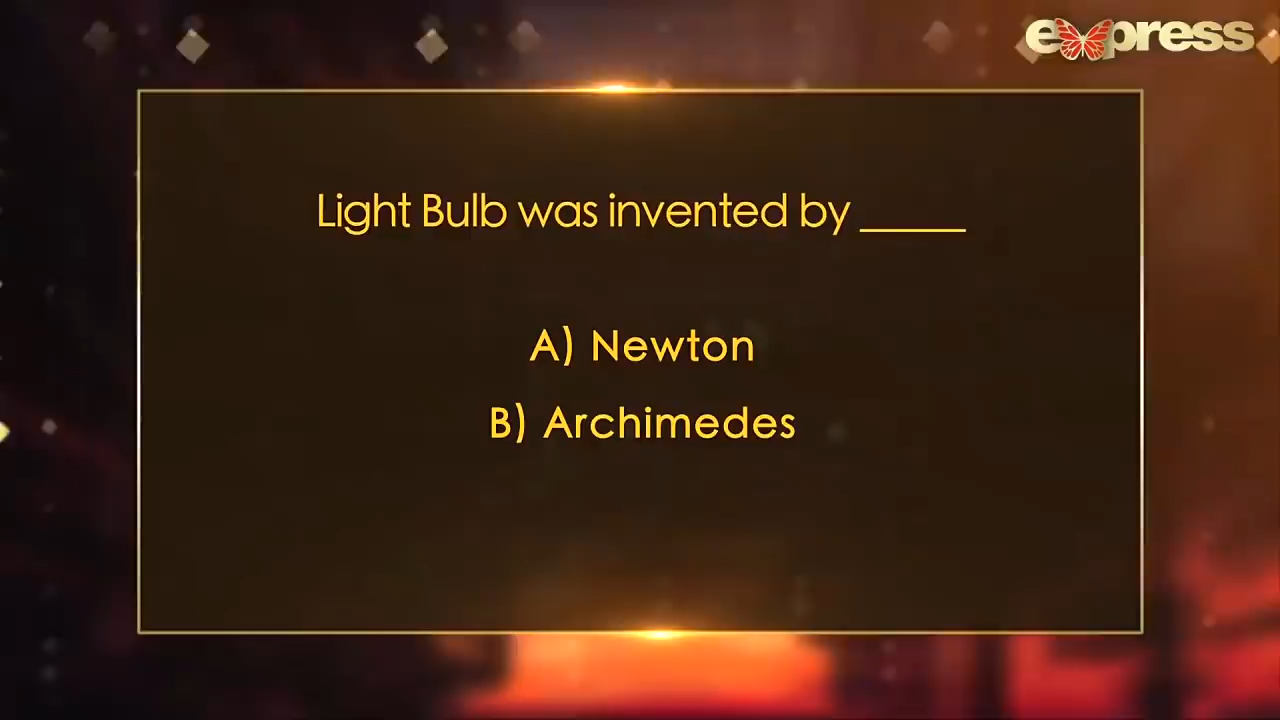 express
Light Bulb was invented by _____
A) Newton
B) Archimedes